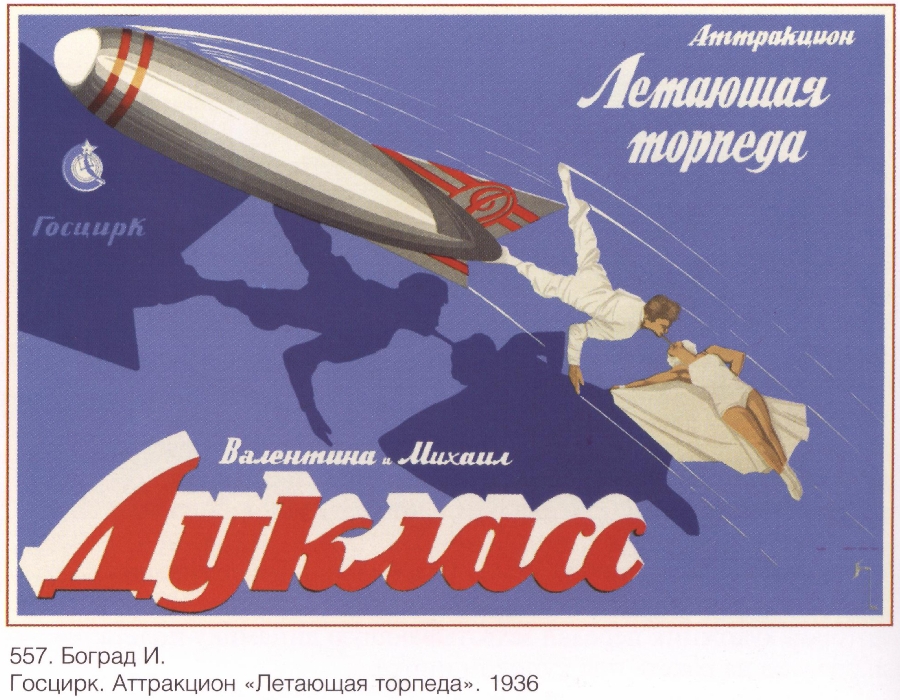 Аттракцион
Летающая
торпеда
Госцирк
Валентина и Михаил
Дукласс
557. Боград И.
Госцирк. Аттракцион «Летающая торпеда». 1936